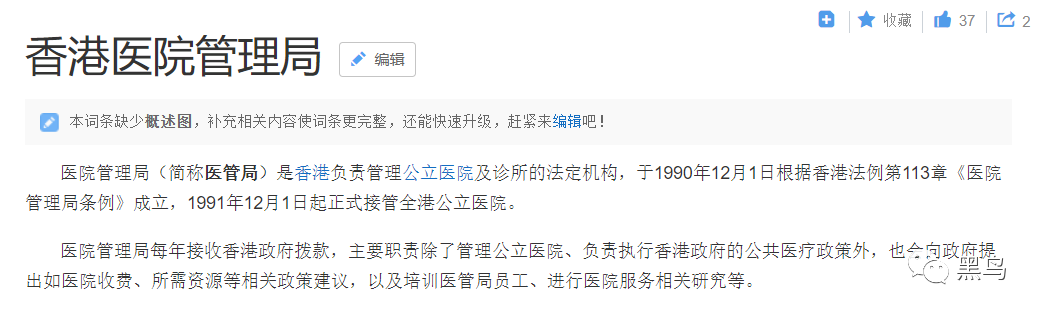 收藏 37 2
香港医院管理局 编辑
本词条缺少概述图，补充相关内容使词条更完整，还能快速升级，赶紧来编辑吧！
医院管理局（简称医管局）是香港负责管理公立医院及诊所的法定机构，于1990年12月1日根据香港法例第113章《医院
管理局条例》成立，1991年12月1日起正式接管全港公立医院。
医院管理局每年接收香港政府拨款，主要职责除了管理公立医院、负责执行香港政府的公共医疗政策外，也会向政府提
出如医院收费、所需资源等相关政策建议，以及培训医管局员工、进行医院服务相关研究等。
黑鸟